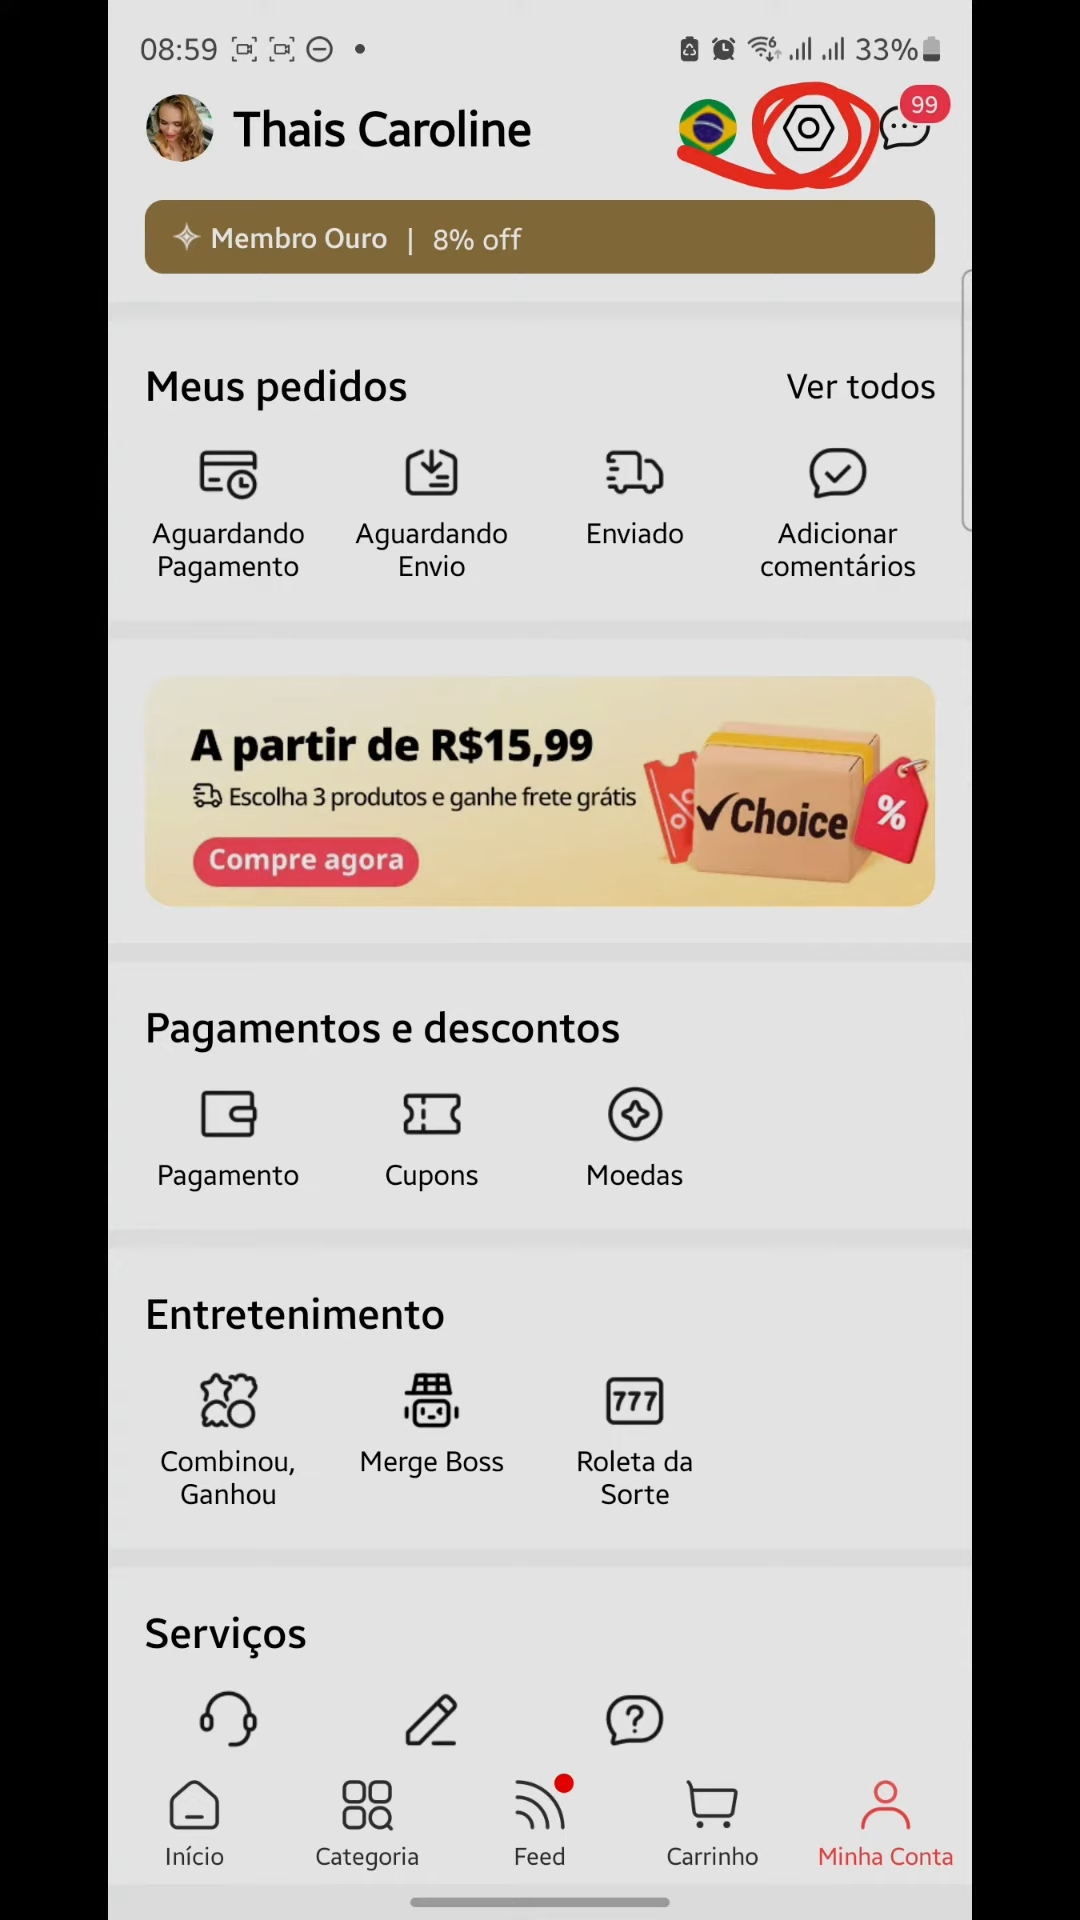 08:59
33%
Thais Caroline
99
Membro Ouro | 8% off
Meus pedidos
Ver todos
Aguardando
Pagamento
Aguardando
Envio
Enviado
Adicionar
comentários
A partir de R$15,99
Escolha 3 produtos e ganhe frete grátis
Compre agora
%
Choice
%
Pagamentos e descontos
Pagamento
Cupons
Moedas
Entretenimento
777
Combinou,
Ganhou
Merge Boss
Roleta da
Sorte
Serviços
Início
Categoria
Feed
Carrinho
Minha Conta